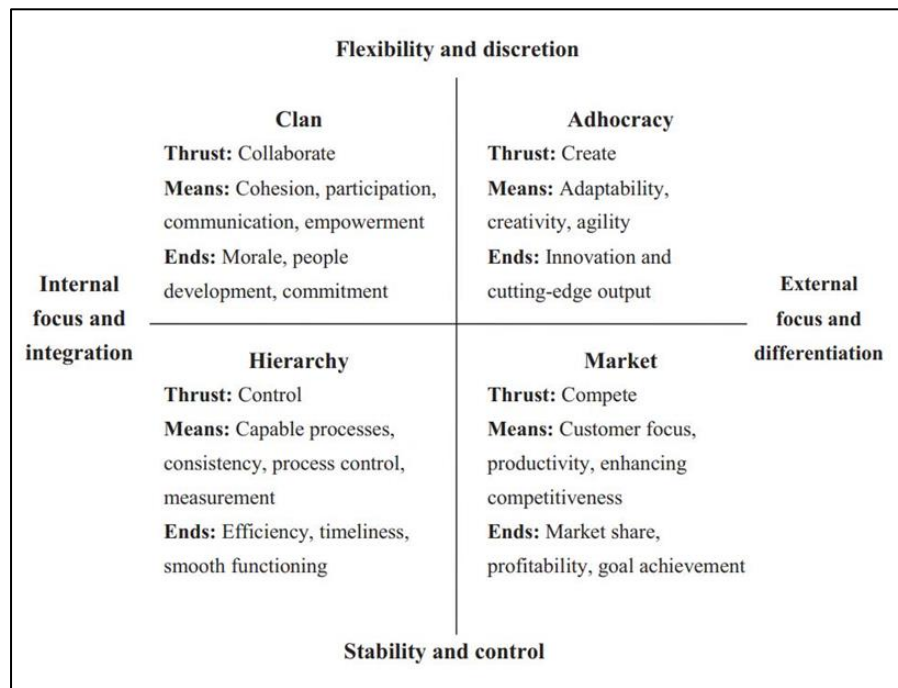 Flexibility and discretion
Clan
Thrust: Collaborate
Means: Cohesion, participation,
communication, empowerment
Ends: Morale, people
development, commitment
Adhocracy
Thrust: Create
Means: Adaptability,
creativity, agility
Ends: Innovation and
cutting-edge output
Internal
focus and
integration
External
focus and
differentiation
Hierarchy
Thrust: Control
Means: Capable processes,
consistency, process control,
measurement
Ends: Efficiency, timeliness,
smooth functioning
Market
Thrust: Compete
Means: Customer focus,
productivity, enhancing
competitiveness
Ends: Market share,
profitability, goal achievement
Stability and control